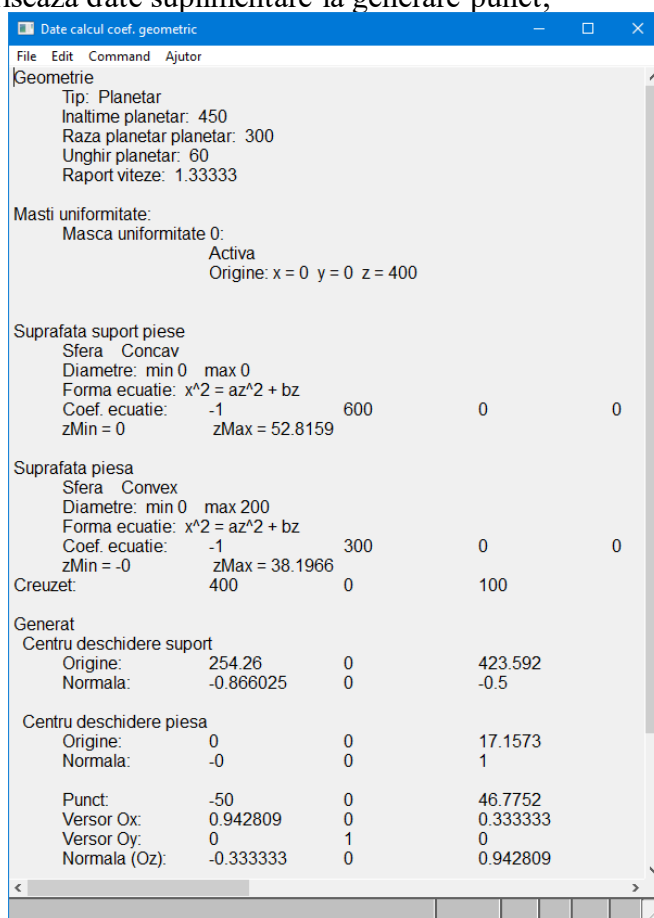 iseaza date suplimentare la generare punct,
Date calcul coef. geometric
File Edit Command Ajutor
Geometrie
Tip: Planetar
Inaltime planetar: 450
Raza planetar planetar: 300
Unghir planetar: 60
Raport viteze: 1.33333
Masti uniformitate:
Masca uniformitate 0:
Activa
Origine: x = 0 y = 0 z = 400
Suprafata suport piese
Sfera Concav
Diametre: min 0 max 0
Forma ecuatie: x^2 = az^2 + bz
Coef. ecuatie: -1 600 0 0
zMin = 0 zMax = 52.8159
Suprafata piesa
Sfera Convex
Diametre: min 0 max 200
Forma ecuatie: x^2 = az^2 + bz
Coef. ecuatie: -1 300 0 0
zMin = -0 zMax = 38.1966
Creuzet: 400 0 100
Generat
Centru deschidere suport
Origine: 254.26 0 423.592
Normala: -0.866025 0 -0.5
Centru deschidere piesa
Origine: 0 0 17.1573
Normala: -0 0 1
Punct: -50 0 46.7752
Versor Ox: 0.942809 0 0.333333
Versor Oy: 0 1 0
Normala (Oz): -0.333333 0 0.942809